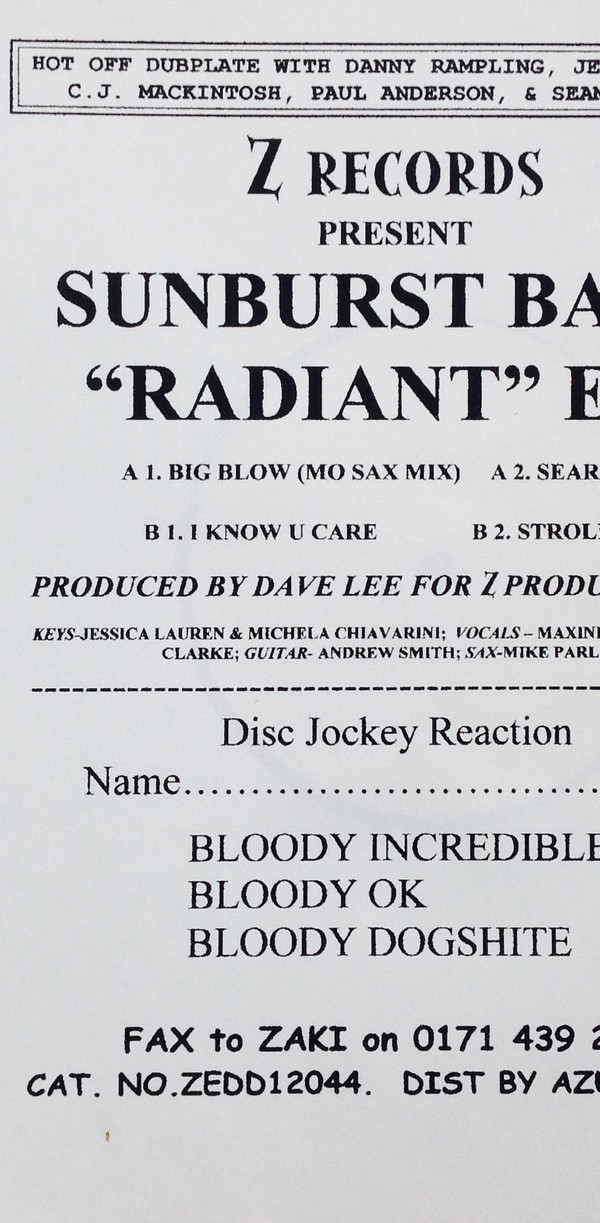 HOT OFF DUBPLATE WITH DANNY RAMPLING, JE
C.J. MACKINTOSH, PAUL ANDERSON, & SEAN
Z RECORDS
PRESENT
SUNBURST BA
“RADIANT” E
A 1. BIG BLOW (MO SAX MIX) A 2. SEAR
B 1. I KNOW U CARE B 2. STROL
PRODUCED BY DAVE LEE FOR Z PRODU
KEYS-JESSICA LAUREN & MICHELA CHIAVARINI; VOCALS – MAXINE
CLARKE; GUITAR- ANDREW SMITH; SAX-MIKE PARL
Disc Jockey Reaction
Name...............................
BLOODY INCREDIBLE
BLOODY OK
BLOODY DOGSHITE
FAX to ZAKI on 0171 439 2
CAT. NO.ZEDD12044. DIST BY AZU